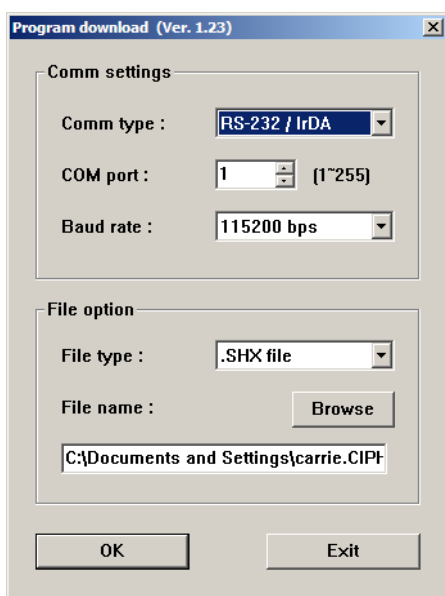 Program download (Ver. 1.23)
Comm settings
Comm type : RS-232 / IrDA
COM port : 1 (1~255)
Baud rate : 115200 bps
File option
File type : .SHX file
File name : Browse
C:\Documents and Settings\carrie.CIPH
OK Exit